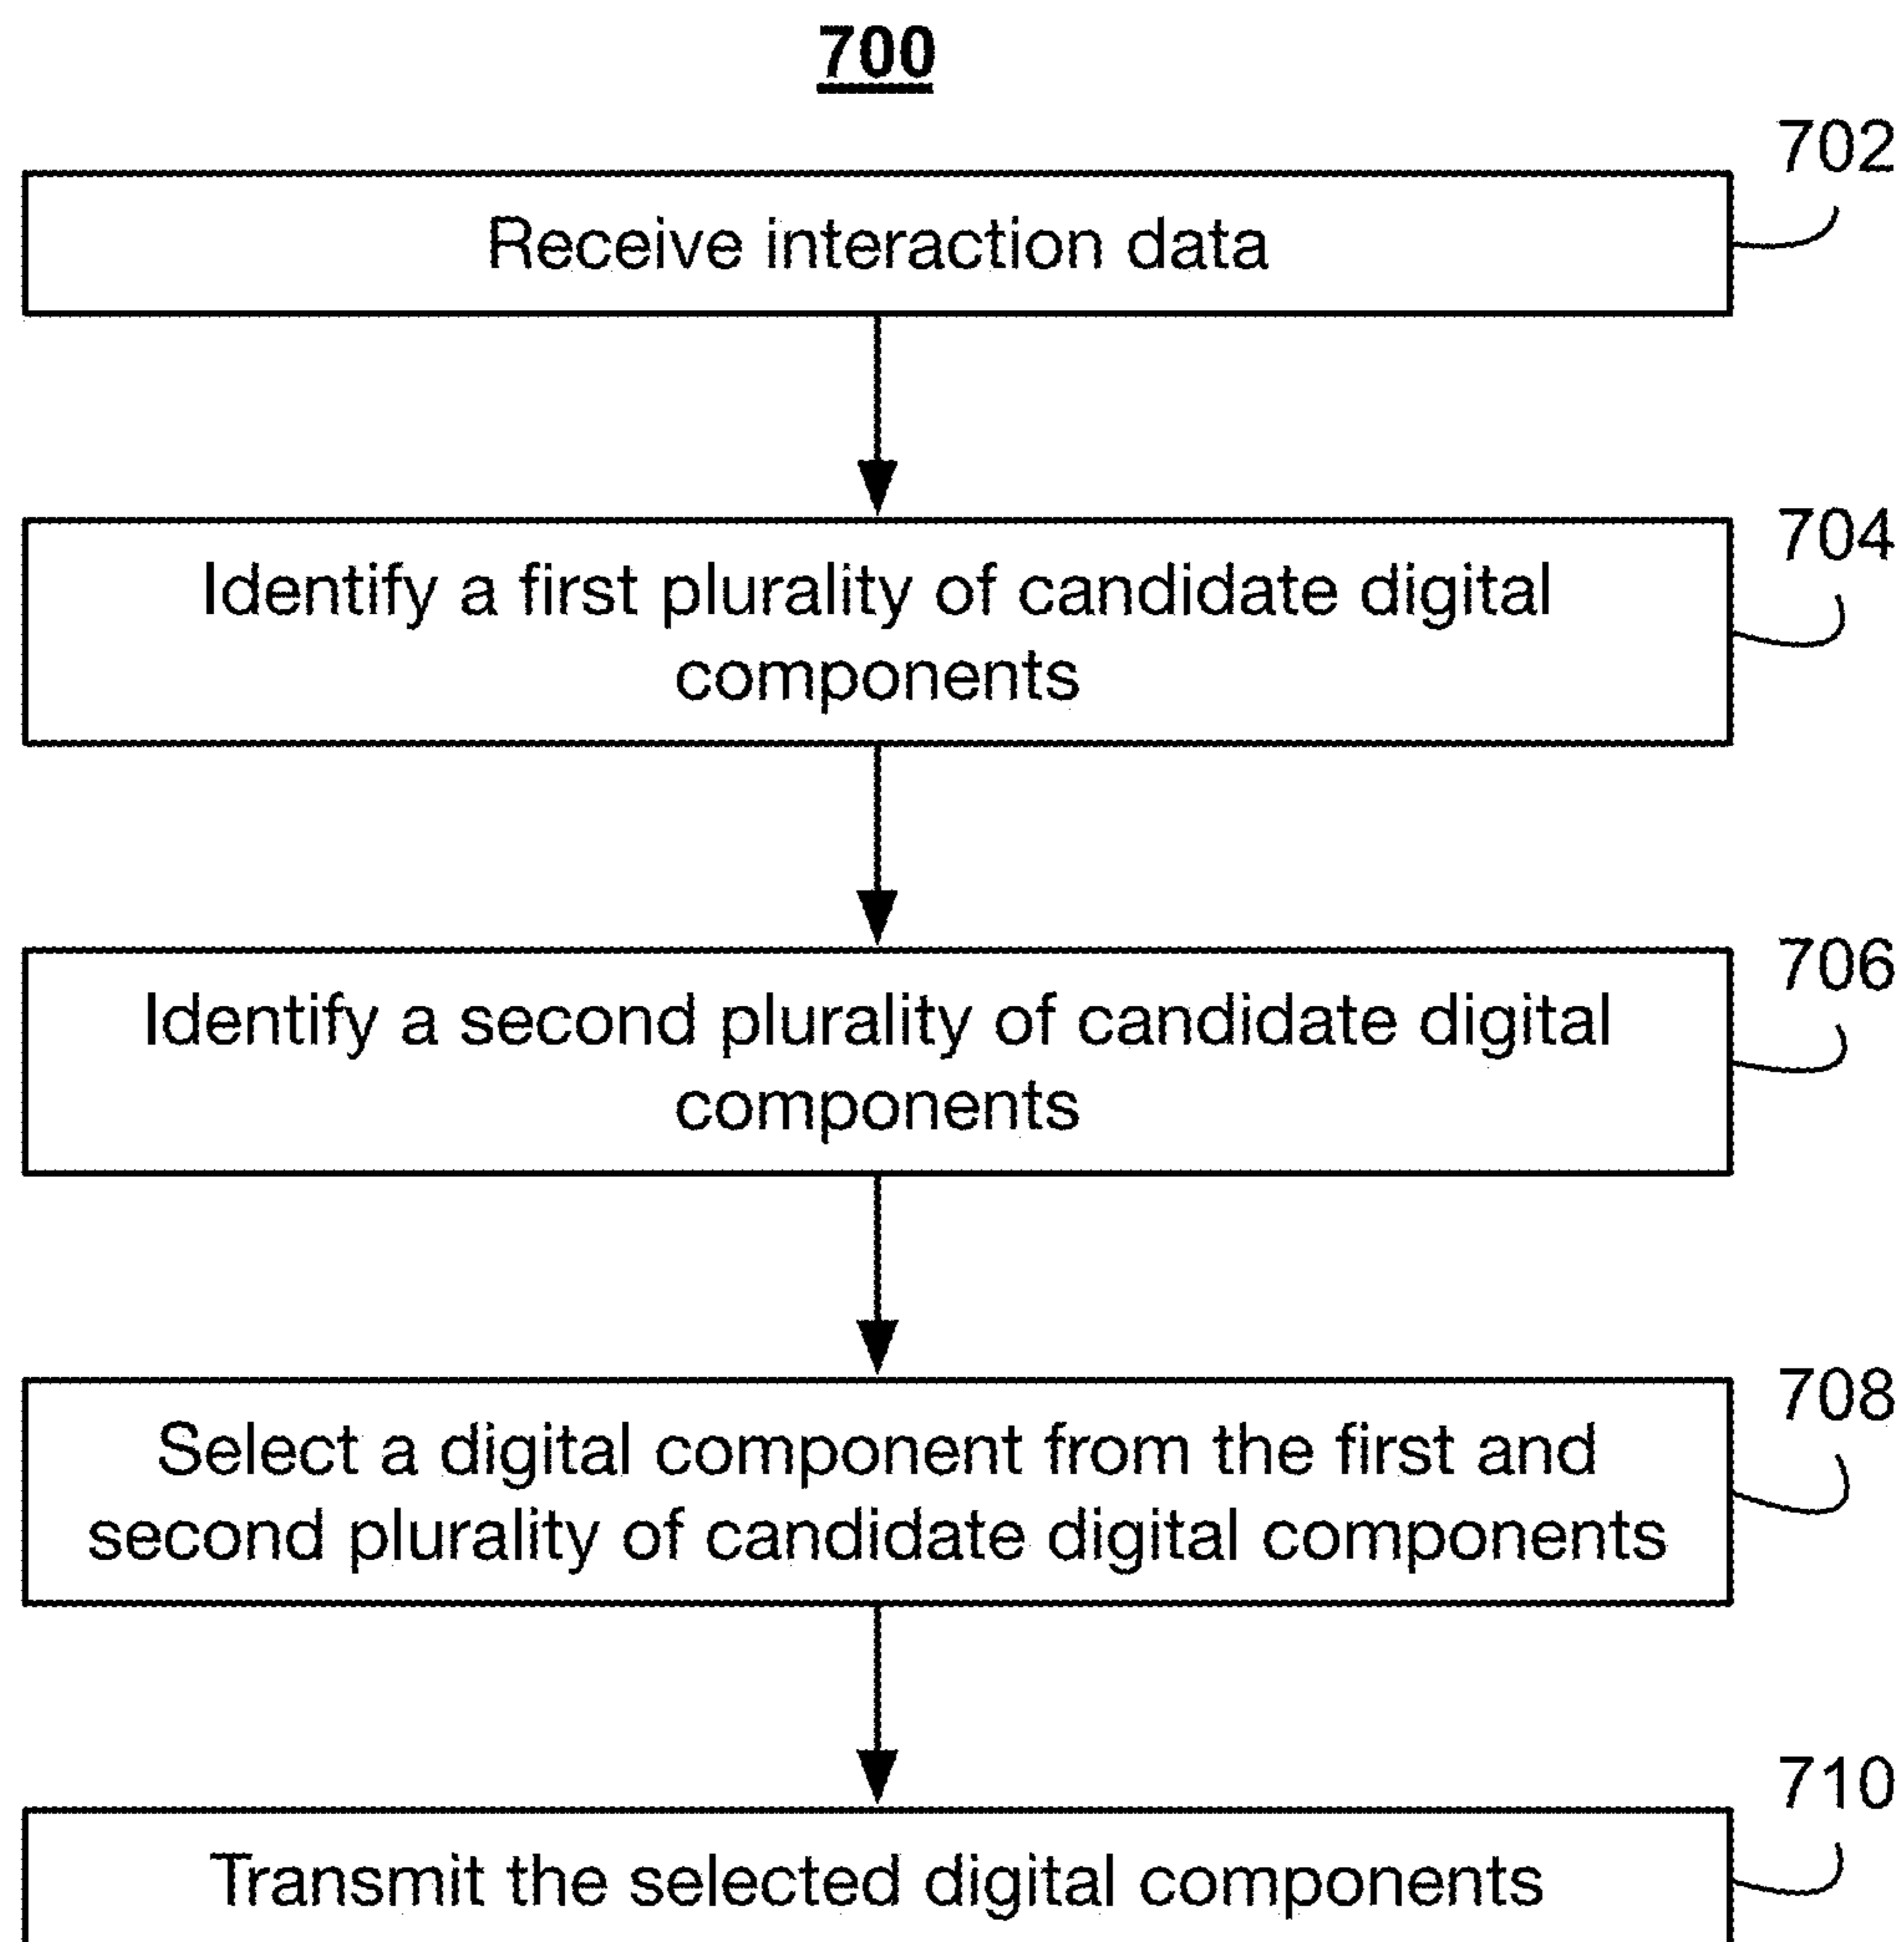 700
702
Receive interaction data
704
Identify a first plurality of candidate digital
components
706
Identify a second plurality of candidate digital
components
708
Select a digital component from the first and
second plurality of candidate digital components
710
Transmit the selected digital components